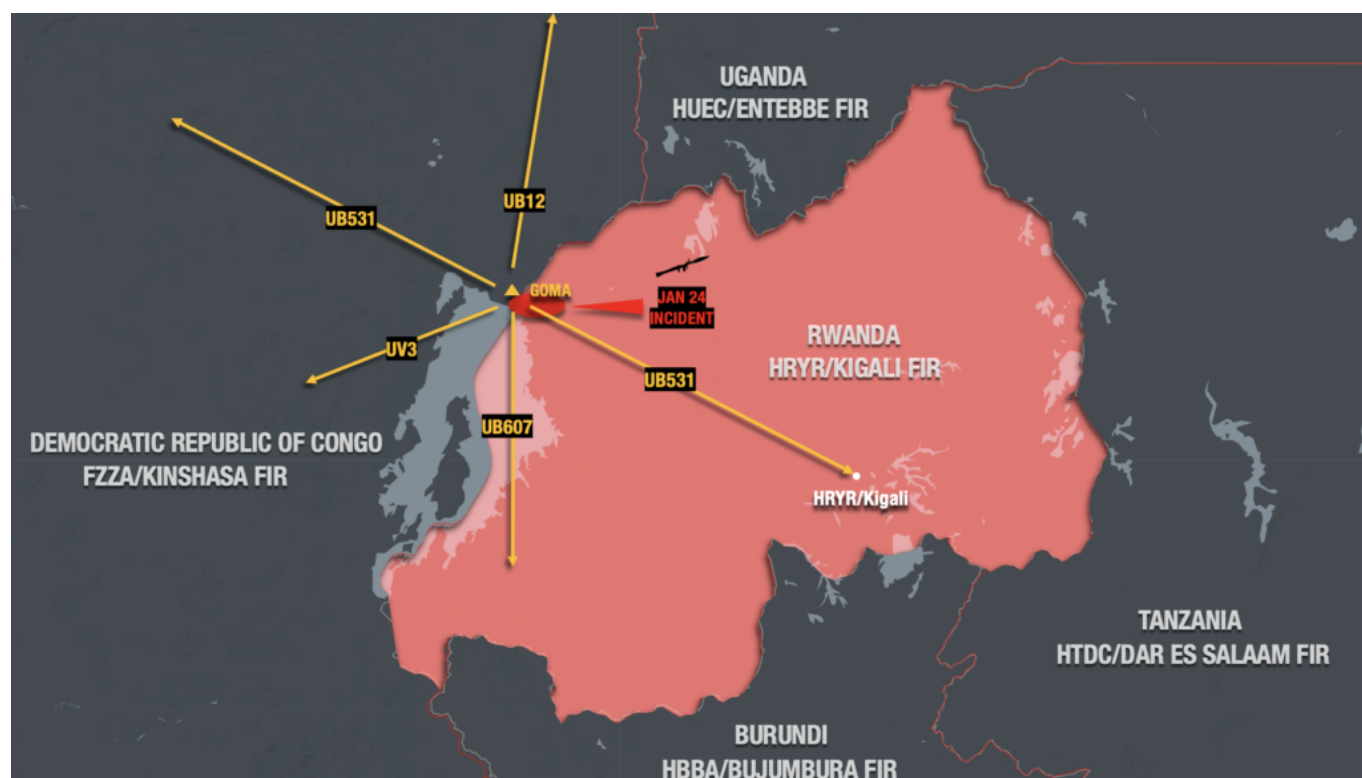 UGANDA
HUEC/ENTEBBE FIR
UB12
UB531
GOMA
JAN 24
INCIDENT
RWANDA
HRYR/KIGALI FIR
UV3
UB531
UB607
DEMOCRATIC REPUBLIC OF CONGO
FZZA/KINSHASA FIR
HRYR/Kigali
TANZANIA
HTDC/DAR ES SALAAM FIR
BURUNDI
HBBA/BUJUMBURA FIR